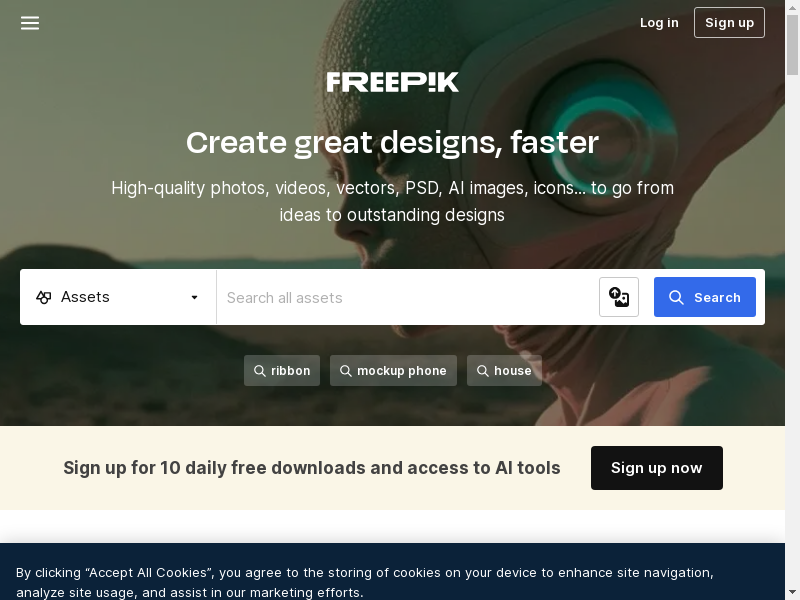 Log in
Sign up
FREEPIK
Create great designs, faster
High-quality photos, videos, vectors, PSD, AI images, icons... to go from
ideas to outstanding designs
Assets
Search all assets
Search
ribbon
mockup phone
house
Sign up for 10 daily free downloads and access to AI tools
Sign up now
By clicking “Accept All Cookies”, you agree to the storing of cookies on your device to enhance site navigation,
analyze site usage, and assist in our marketing efforts.